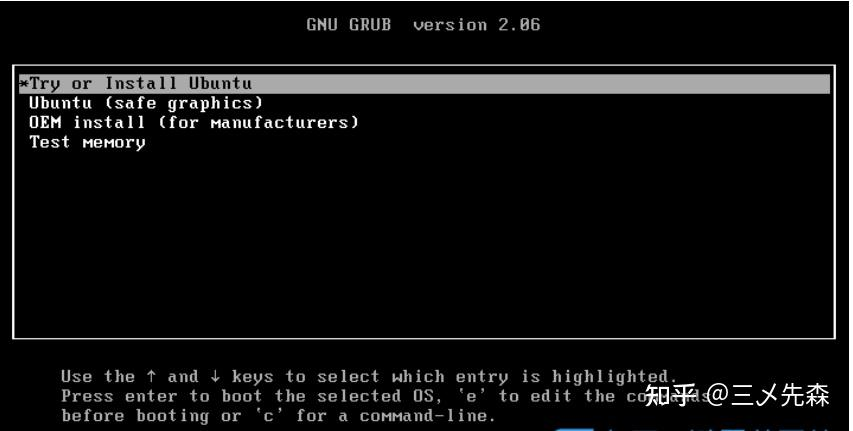 GNU GRUB  version 2.06
*Try or Install Ubuntu
Ubuntu (safe graphics)
OEM install (for manufacturers)
Test memory
Use the ↑ and ↓ keys to select which entry is highlighted.
Press enter to boot the selected OS, `e' to edit the commands
before booting or `c' for a command-line.
知乎 @三乄先森